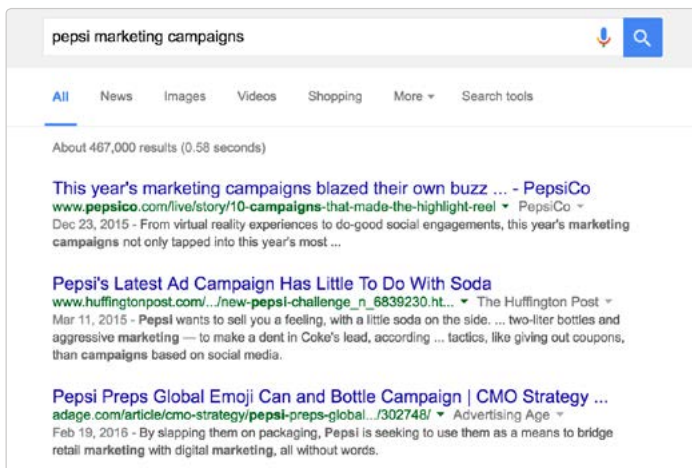 pepsi marketing campaigns
All News Images Videos Shopping More Search tools
About 467,000 results (0.58 seconds)
This year's marketing campaigns blazed their own buzz ... - PepsiCo
www.pepsico.com/live/story/10-campaigns-that-made-the-highlight-reel PepsiCo
Dec 23, 2015 - From virtual reality experiences to do-good social engagements, this year's marketing
campaigns not only tapped into this year's most ...
Pepsi's Latest Ad Campaign Has Little To Do With Soda
www.huffingtonpost.com/.../new-pepsi-challenge_n_6839230.ht... The Huffington Post
Mar 11, 2015 - Pepsi wants to sell you a feeling, with a little soda on the side. ... two-liter bottles and
aggressive marketing — to make a dent in Coke's lead, according ... tactics, like giving out coupons,
than campaigns based on social media.
Pepsi Preps Global Emoji Can and Bottle Campaign | CMO Strategy ...
adage.com/article/cmo-strategy/pepsi-preps-global.../302748/ Advertising Age
Feb 19, 2016 - By slapping them on packaging, Pepsi is seeking to use them as a means to bridge
retail marketing with digital marketing, all without words.